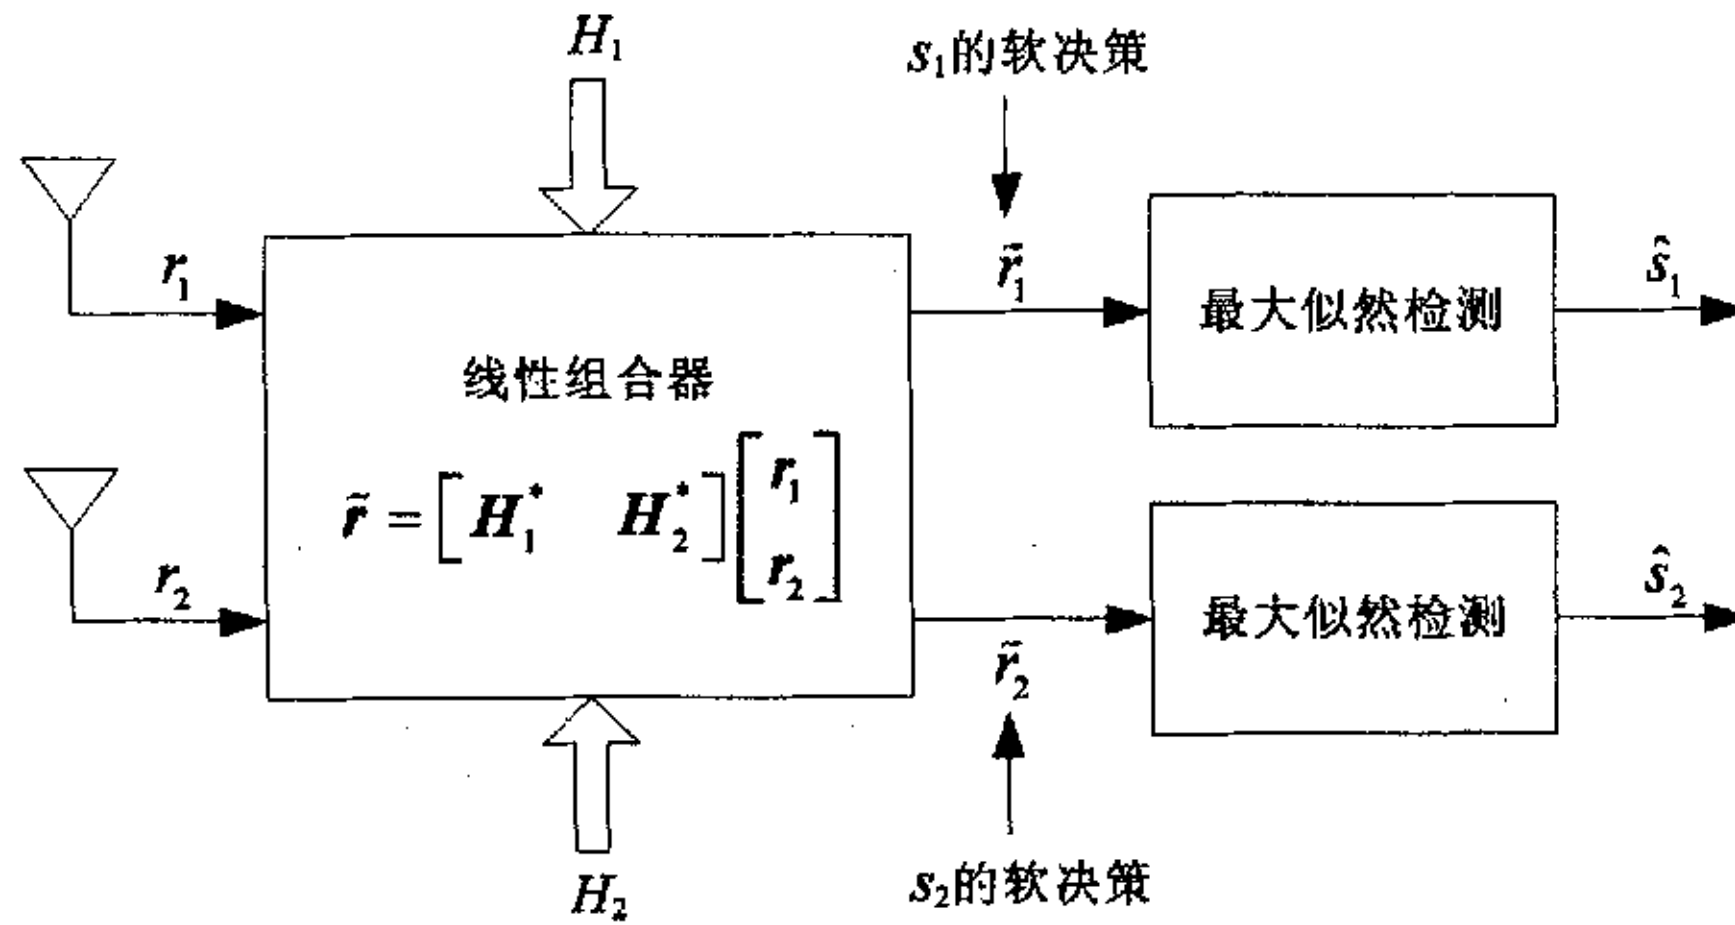 H₁
s₁的软决策
r₁
r̃₁
ŝ₁
最大似然检测
线性组合器
r̃ = [H₁* H₂*] [r₁ r₂]
r₂
r̃₂
ŝ₂
最大似然检测
H₂
s₂的软决策